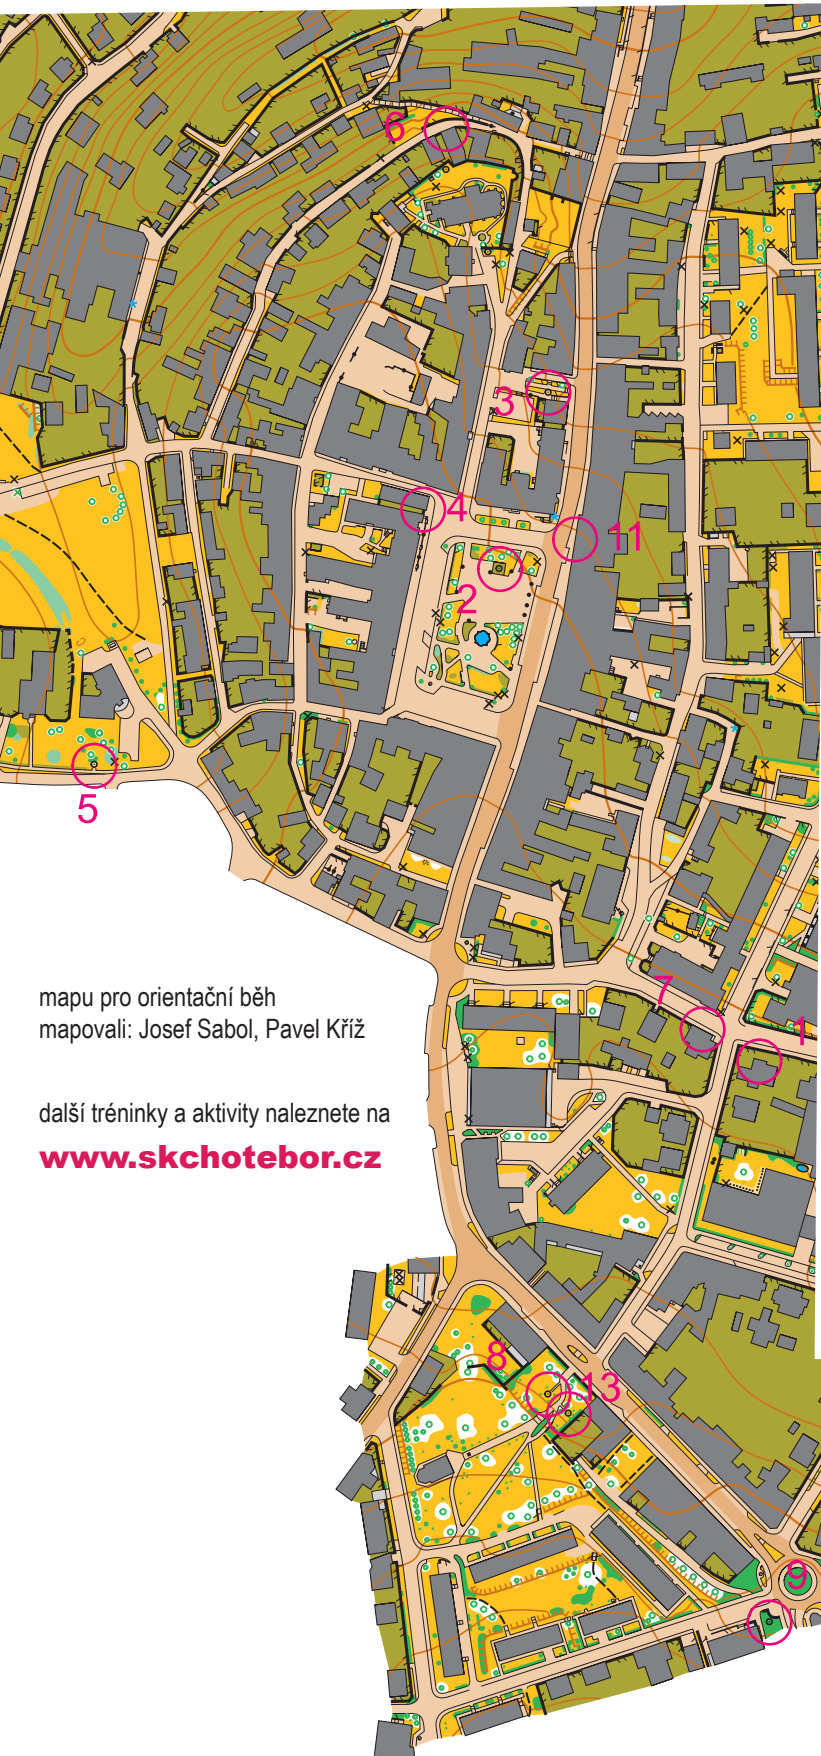 6
3
4
11
2
5
mapu pro orientační běh
mapovali: Josef Sabol, Pavel Kříž
7
1
další tréninky a aktivity naleznete na
www.skchotebor.cz
8
13
9